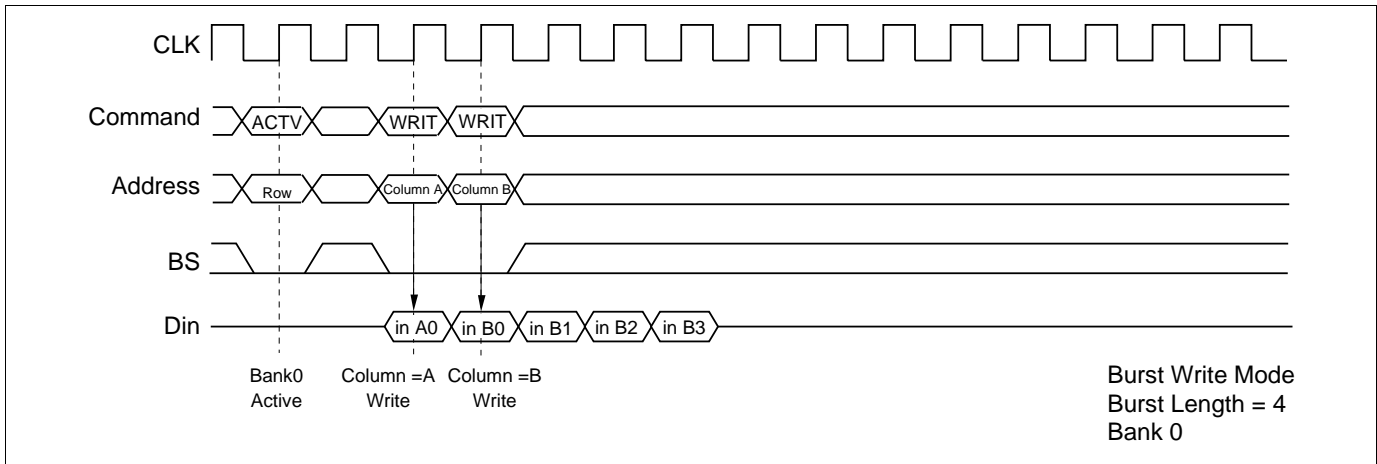 CLK
Command ACTV WRIT WRIT
Address Row Column A Column B
BS
Din in A0 in B0 in B1 in B2 in B3
Bank0 Column =A Column =B
Active Write Write
Burst Write Mode
Burst Length = 4
Bank 0